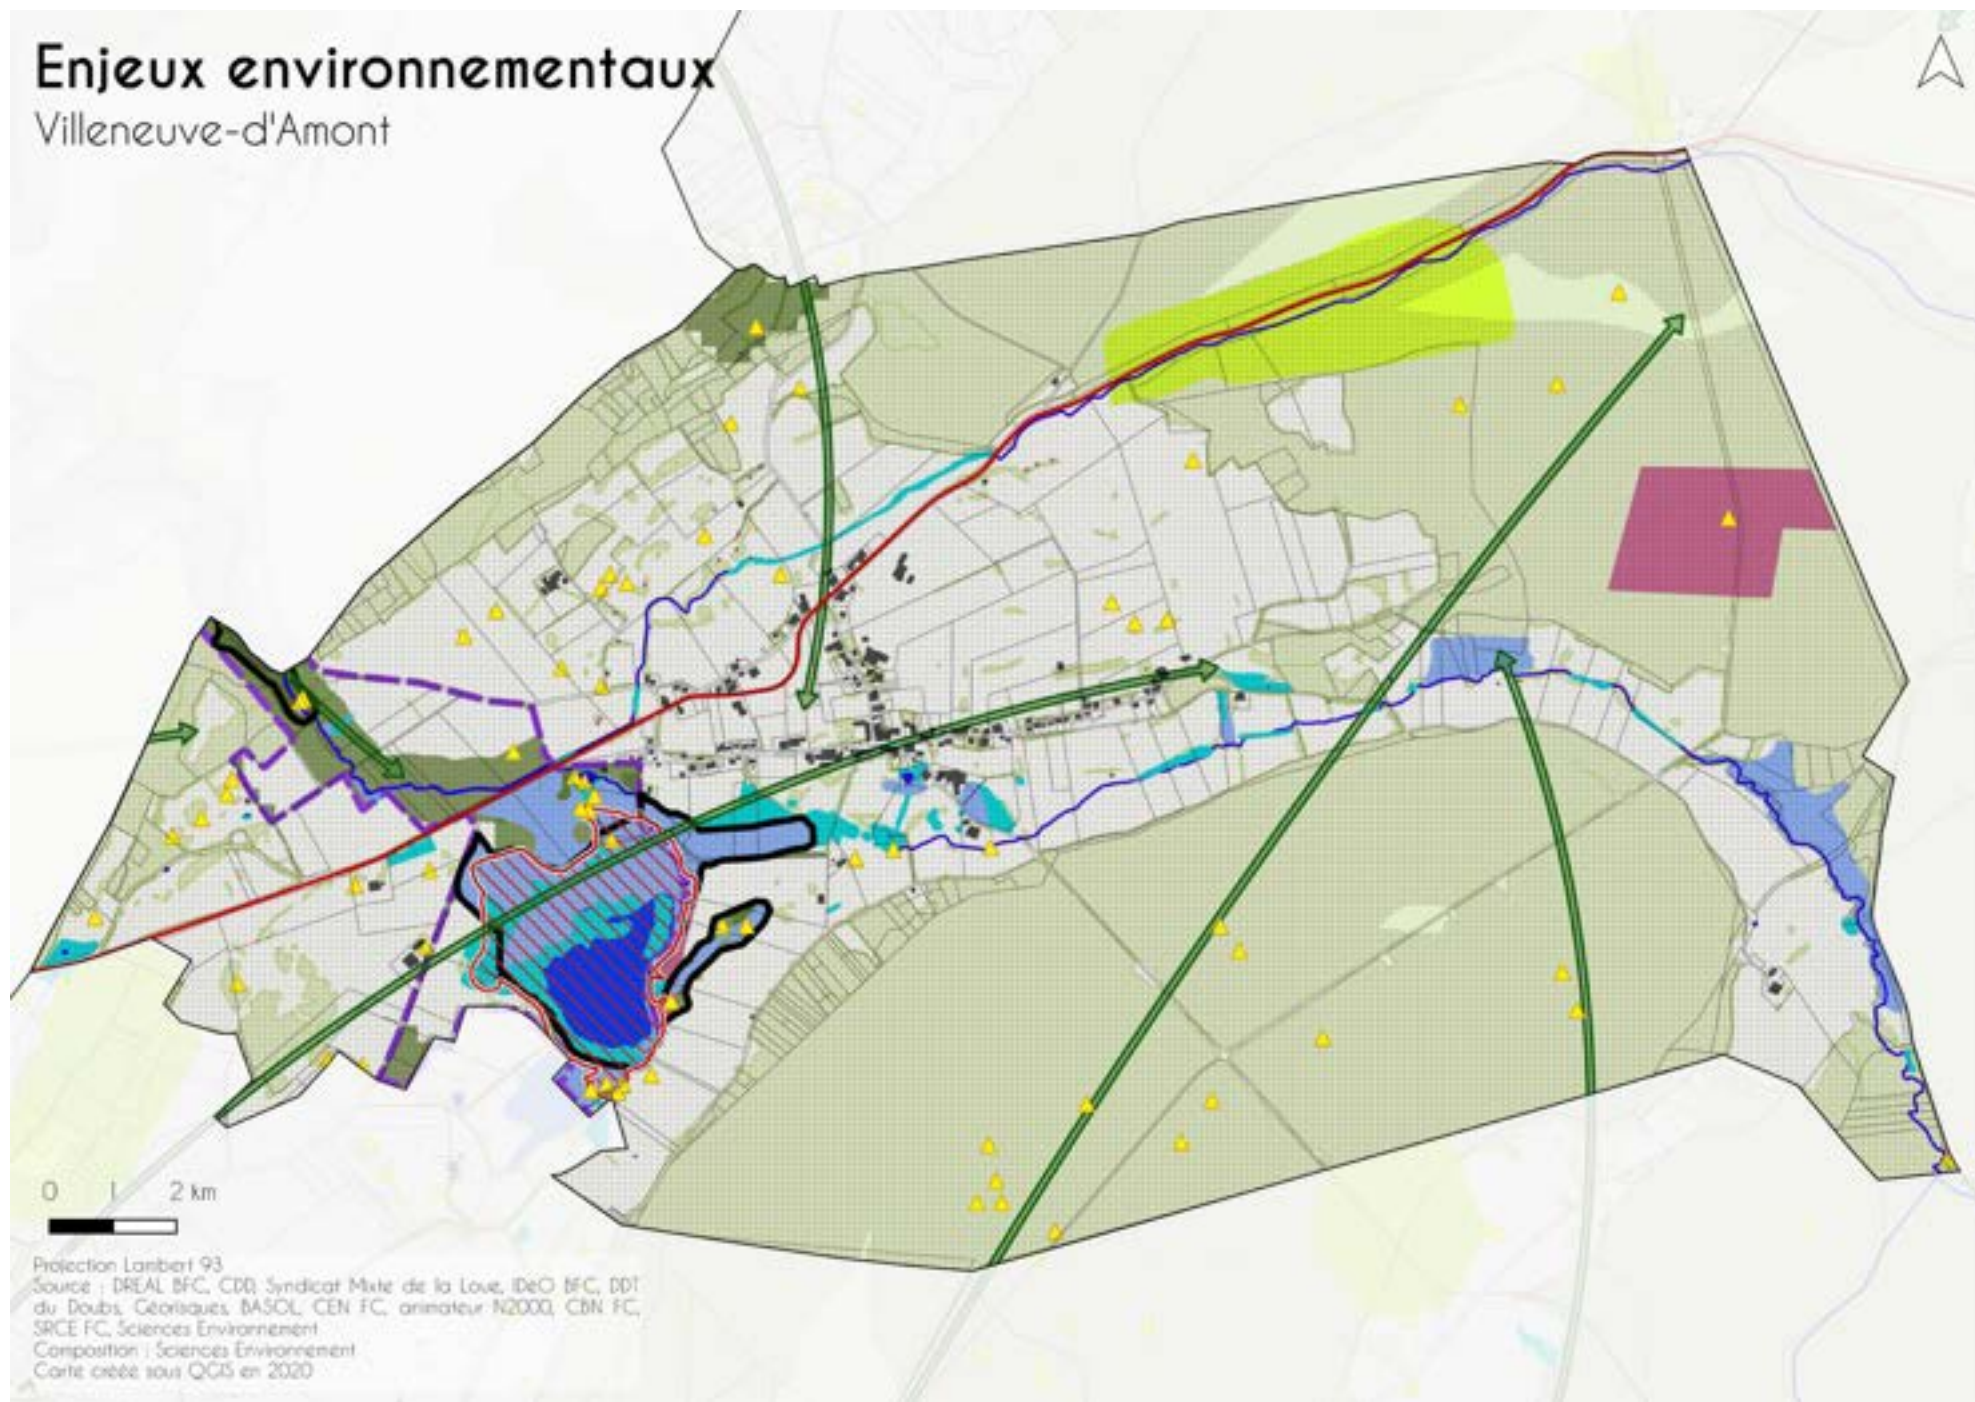 Enjeux environnementaux
Villeneuve-d'Amont
0 1 2 km
Projection Lambert 93
Source : DREAL BFC, CDD, Syndicat Mixte de la Loue, IDéO BFC, DDT
du Doubs, Géorisques, BASOL, CEN FC, animateur N2000, CBN FC,
SRCE FC, Sciences Environnement
Composition : Sciences Environnement
Carte créée sous QGIS en 2020